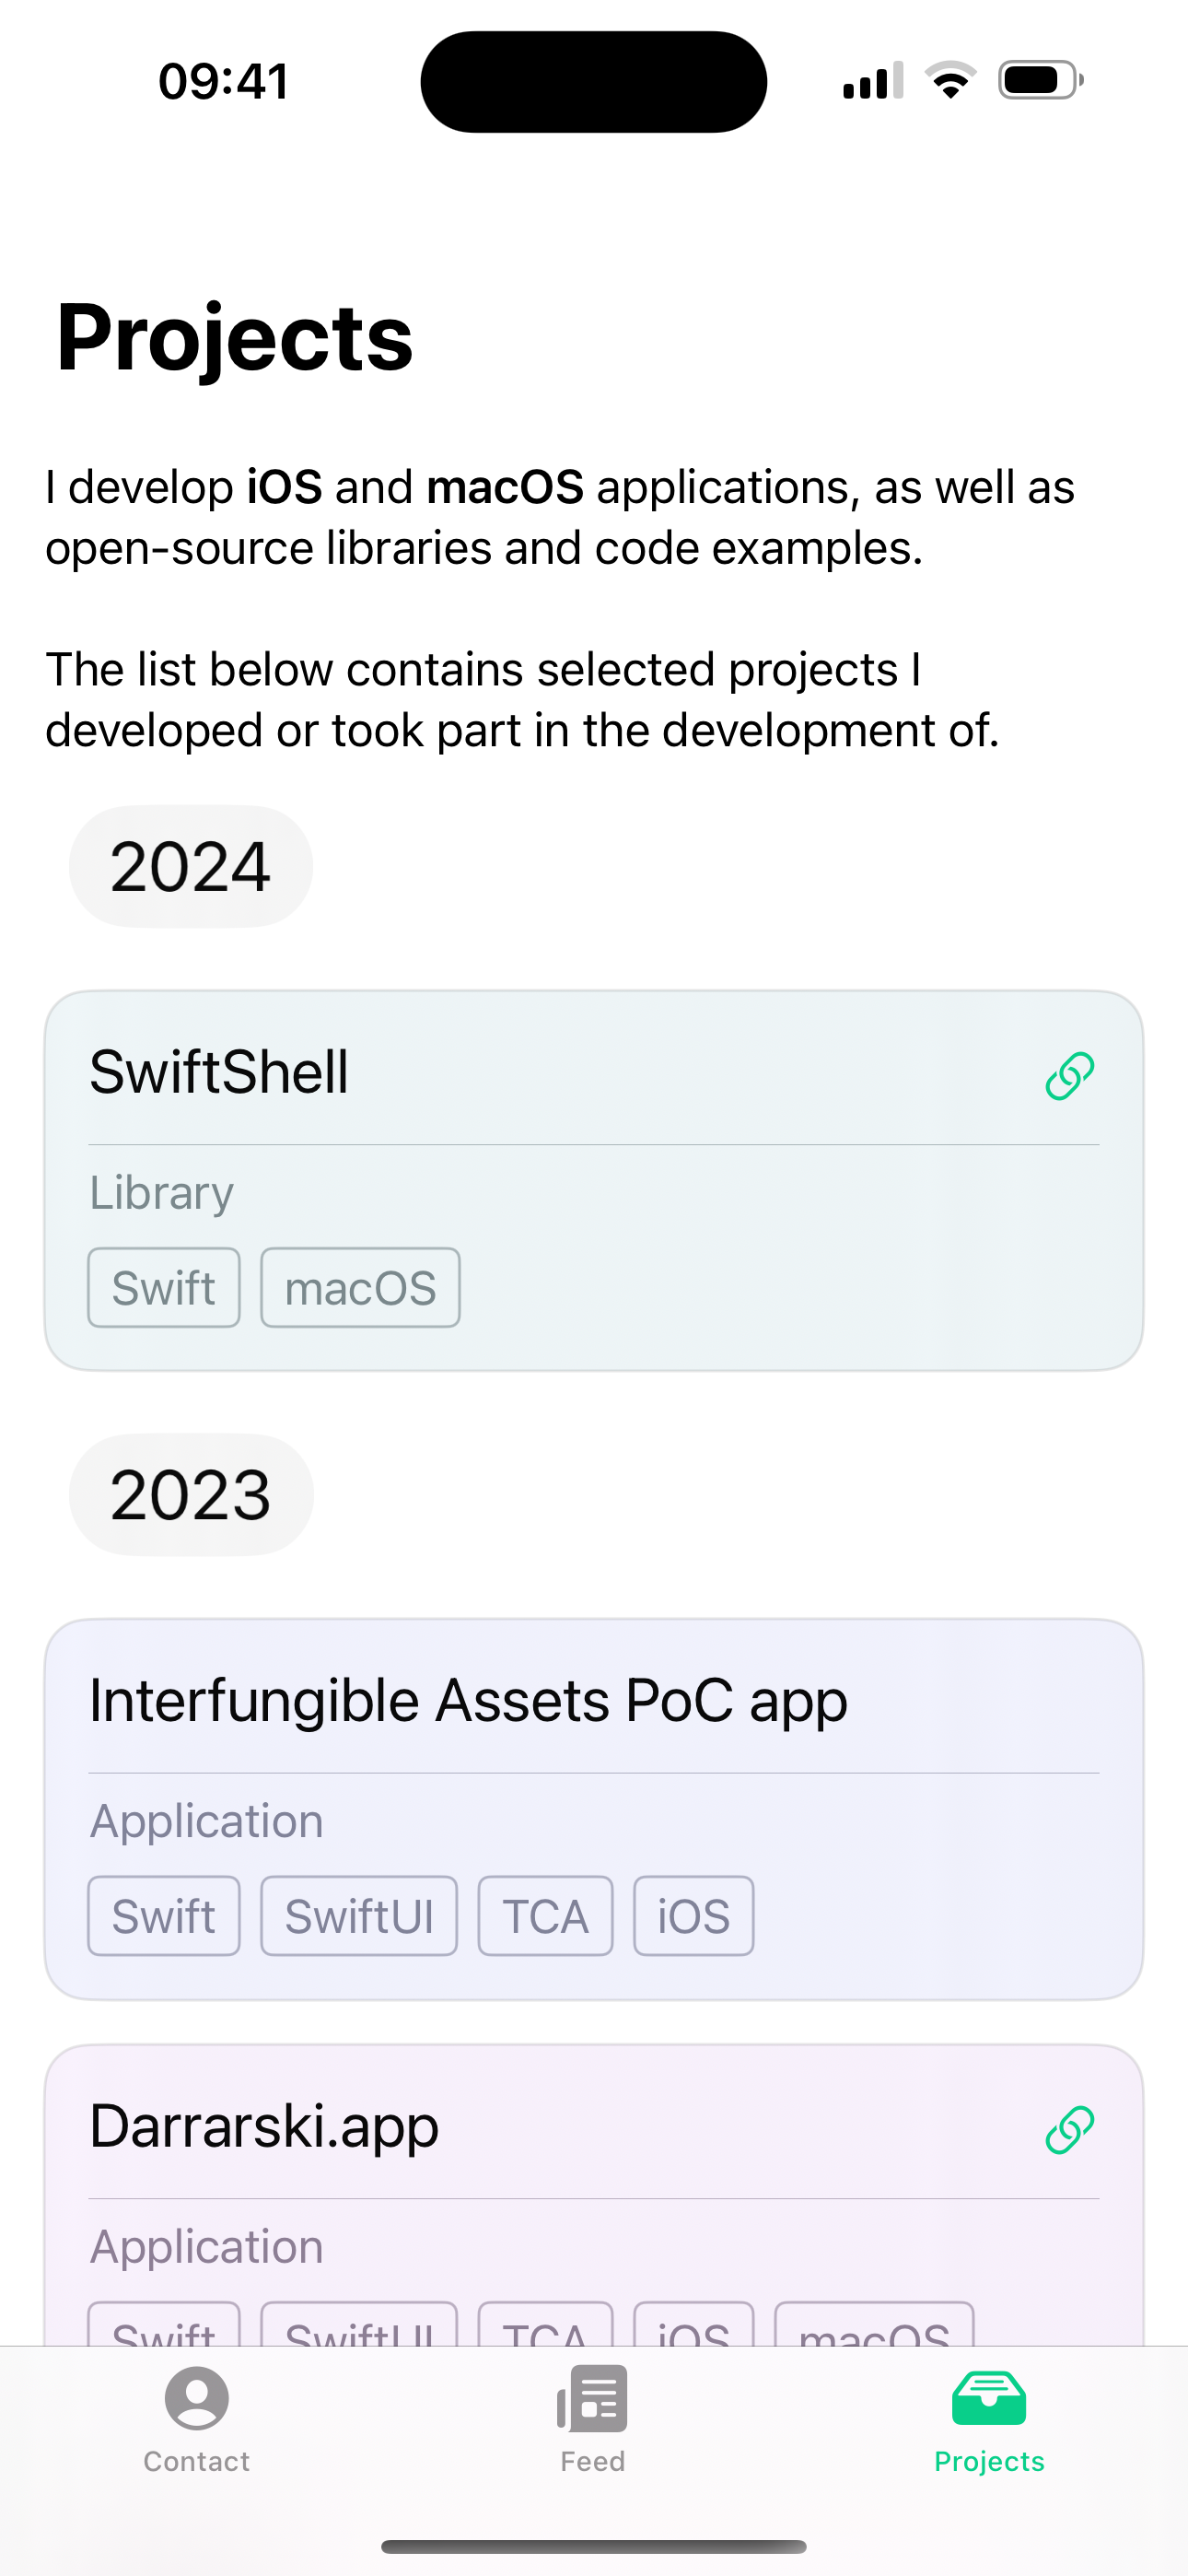 09:41
Projects
I develop iOS and macOS applications, as well as
open-source libraries and code examples.
The list below contains selected projects I
developed or took part in the development of.
2024
SwiftShell
Library
Swift macOS
2023
Interfungible Assets PoC app
Application
Swift SwiftUI TCA iOS
Darrarski.app
Application
Swift SwiftUI TCA iOS macOS
Contact Feed Projects